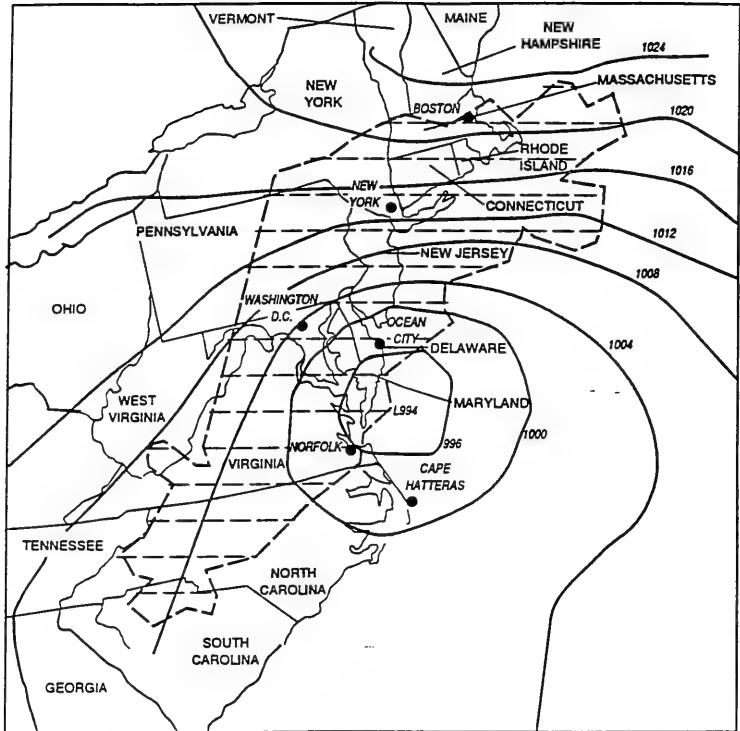 VERMONT
MAINE
NEW
HAMPSHIRE
1024
NEW
YORK
MASSACHUSETTS
BOSTON
1020
RHODE
ISLAND
1016
NEW
YORK
CONNECTICUT
PENNSYLVANIA
1012
NEW JERSEY
1008
OHIO
WASHINGTON
D.C.
OCEAN
CITY
1004
DELAWARE
WEST
VIRGINIA
MARYLAND
L994
1000
996
NORFOLK
VIRGINIA
CAPE
HATTERAS
TENNESSEE
NORTH
CAROLINA
SOUTH
CAROLINA
GEORGIA